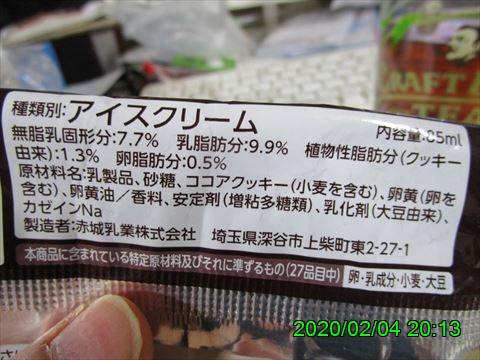 種類別:アイスクリーム 内容量:85ml
無脂乳固形分:7.7% 乳脂肪分:9.9% 植物性脂肪分(クッキー
由来):1.3% 卵脂肪分:0.5%
原材料名:乳製品、砂糖、ココアクッキー(小麦を含む)、卵黄(卵を
含む)、卵黄油/香料、安定剤(増粘多糖類)、乳化剤(大豆由来)、
カゼインNa
製造者:赤城乳業株式会社 埼玉県深谷市上柴町東2-27-1
本商品に含まれている特定原材料及びそれに準ずるもの(27品目中) 卵・乳成分・小麦・大豆
2020/02/04 20:13